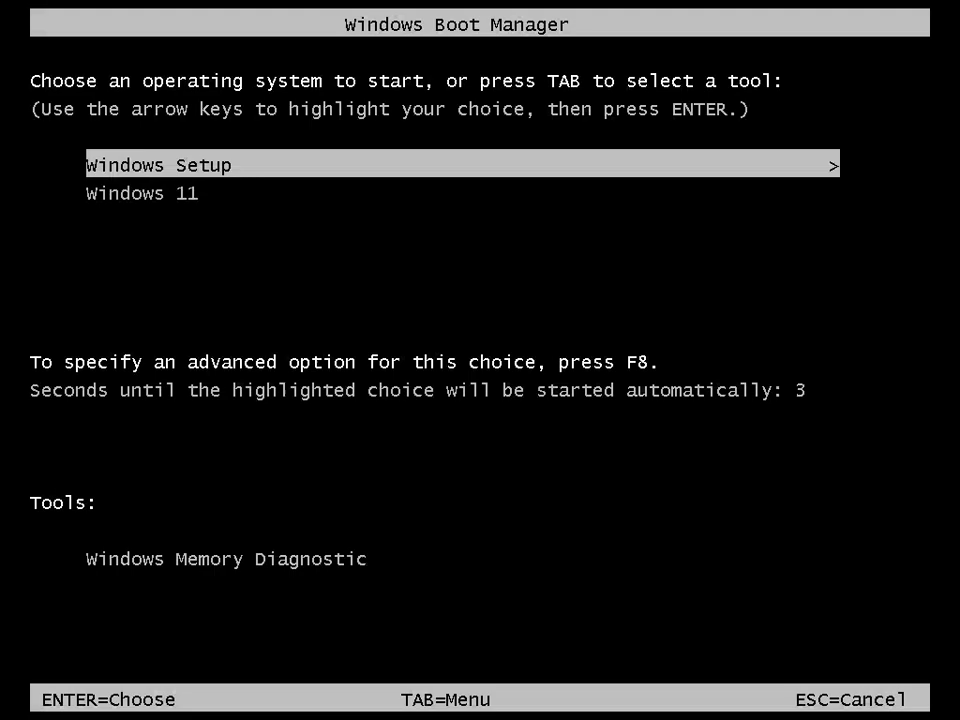 Windows Boot Manager
Choose an operating system to start, or press TAB to select a tool:
(Use the arrow keys to highlight your choice, then press ENTER.)
Windows Setup >
Windows 11
To specify an advanced option for this choice, press F8.
Seconds until the highlighted choice will be started automatically: 3
Tools:
Windows Memory Diagnostic
ENTER=Choose TAB=Menu ESC=Cancel